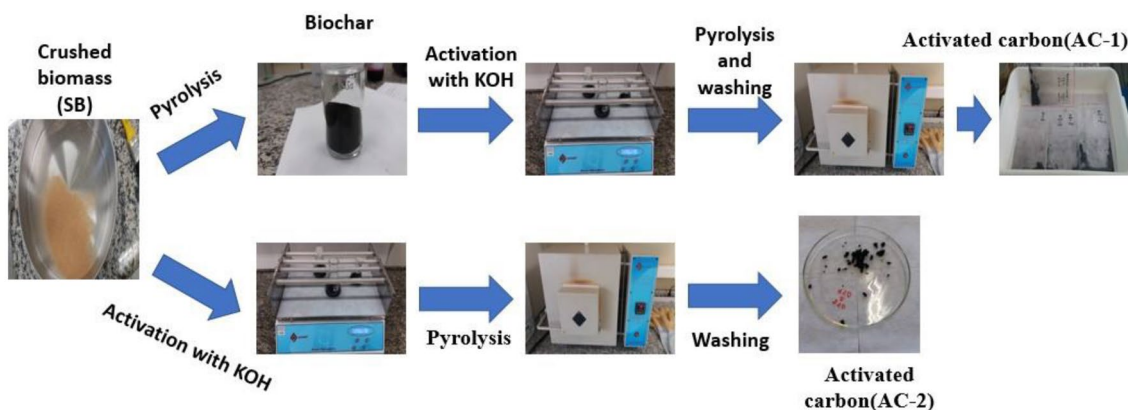 Crushed
biomass
(SB)
Pyrolysis
Biochar
Activation
with KOH
Pyrolysis
and
washing
Activated carbon(AC-1)
Activation with KOH
Pyrolysis
Washing
Activated
carbon(AC-2)